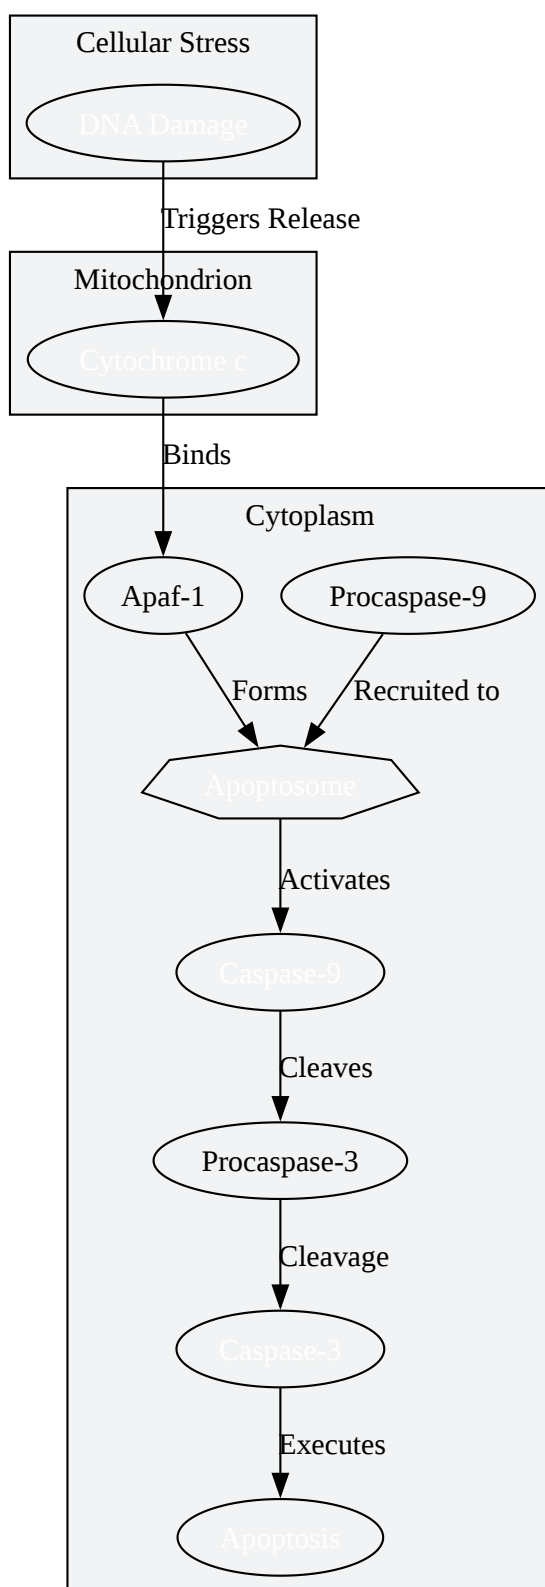 Cellular Stress
DNA Damage
Triggers Release
Mitochondrion
Cytochrome c
Binds
Cytoplasm
Apaf-1
Procaspase-9
Forms
Recruited to
Apoptosome
Activates
Caspase-9
Cleaves
Procaspase-3
Cleavage
Caspase-3
Executes
Apoptosis